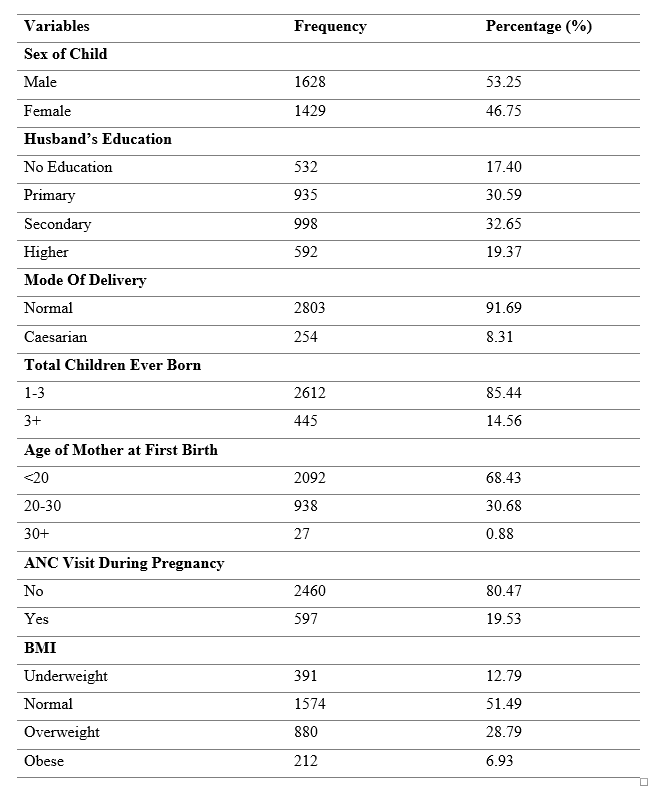 Variables Frequency Percentage (%)
Sex of Child
Male 1628 53.25
Female 1429 46.75
Husband’s Education
No Education 532 17.40
Primary 935 30.59
Secondary 998 32.65
Higher 592 19.37
Mode Of Delivery
Normal 2803 91.69
Caesarian 254 8.31
Total Children Ever Born
1-3 2612 85.44
3+ 445 14.56
Age of Mother at First Birth
<20 2092 68.43
20-30 938 30.68
30+ 27 0.88
ANC Visit During Pregnancy
No 2460 80.47
Yes 597 19.53
BMI
Underweight 391 12.79
Normal 1574 51.49
Overweight 880 28.79
Obese 212 6.93